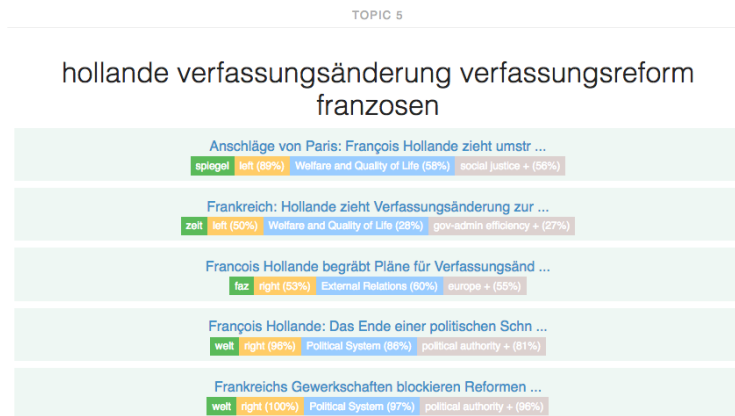 TOPIC 5
hollande verfassungsänderung verfassungsreform
franzosen
Anschläge von Paris: François Hollande zieht umstr ...
spiegel left (89%) Welfare and Quality of Life (58%) social justice + (56%)
Frankreich: Hollande zieht Verfassungsänderung zur ...
zeit left (50%) Welfare and Quality of Life (28%) gov-admin efficiency + (27%)
Francois Hollande begräbt Pläne für Verfassungsänd ...
faz right (53%) External Relations (60%) europe + (55%)
François Hollande: Das Ende einer politischen Schn ...
welt right (96%) Political System (86%) political authority + (81%)
Frankreichs Gewerkschaften blockieren Reformen ...
welt right (100%) Political System (97%) political authority + (96%)